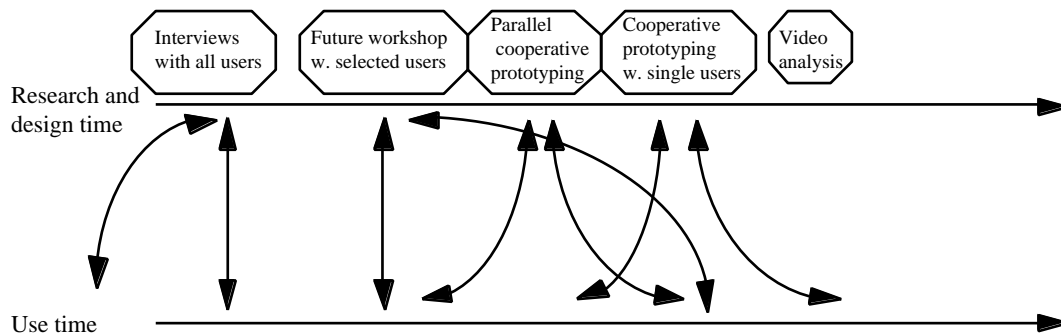 Interviews
with all users
Future workshop
w. selected users
Parallel
cooperative
prototyping
Cooperative
prototyping
w. single users
Video
analysis
Research and
design time
Use time